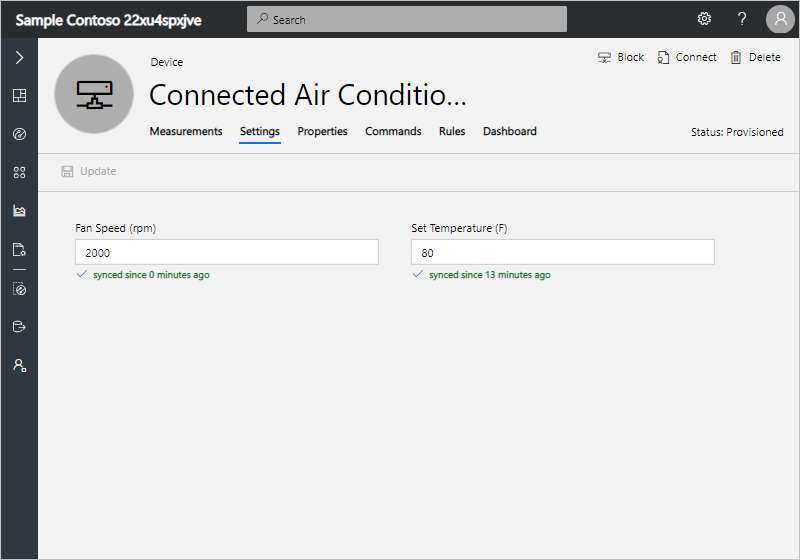 Sample Contoso 22xu4spxjve
Search
?
Device
Block Connect Delete
Connected Air Conditio...
Measurements Settings Properties Commands Rules Dashboard
Status: Provisioned
Update
Fan Speed (rpm) Set Temperature (F)
2000 80
synced since 0 minutes ago synced since 13 minutes ago